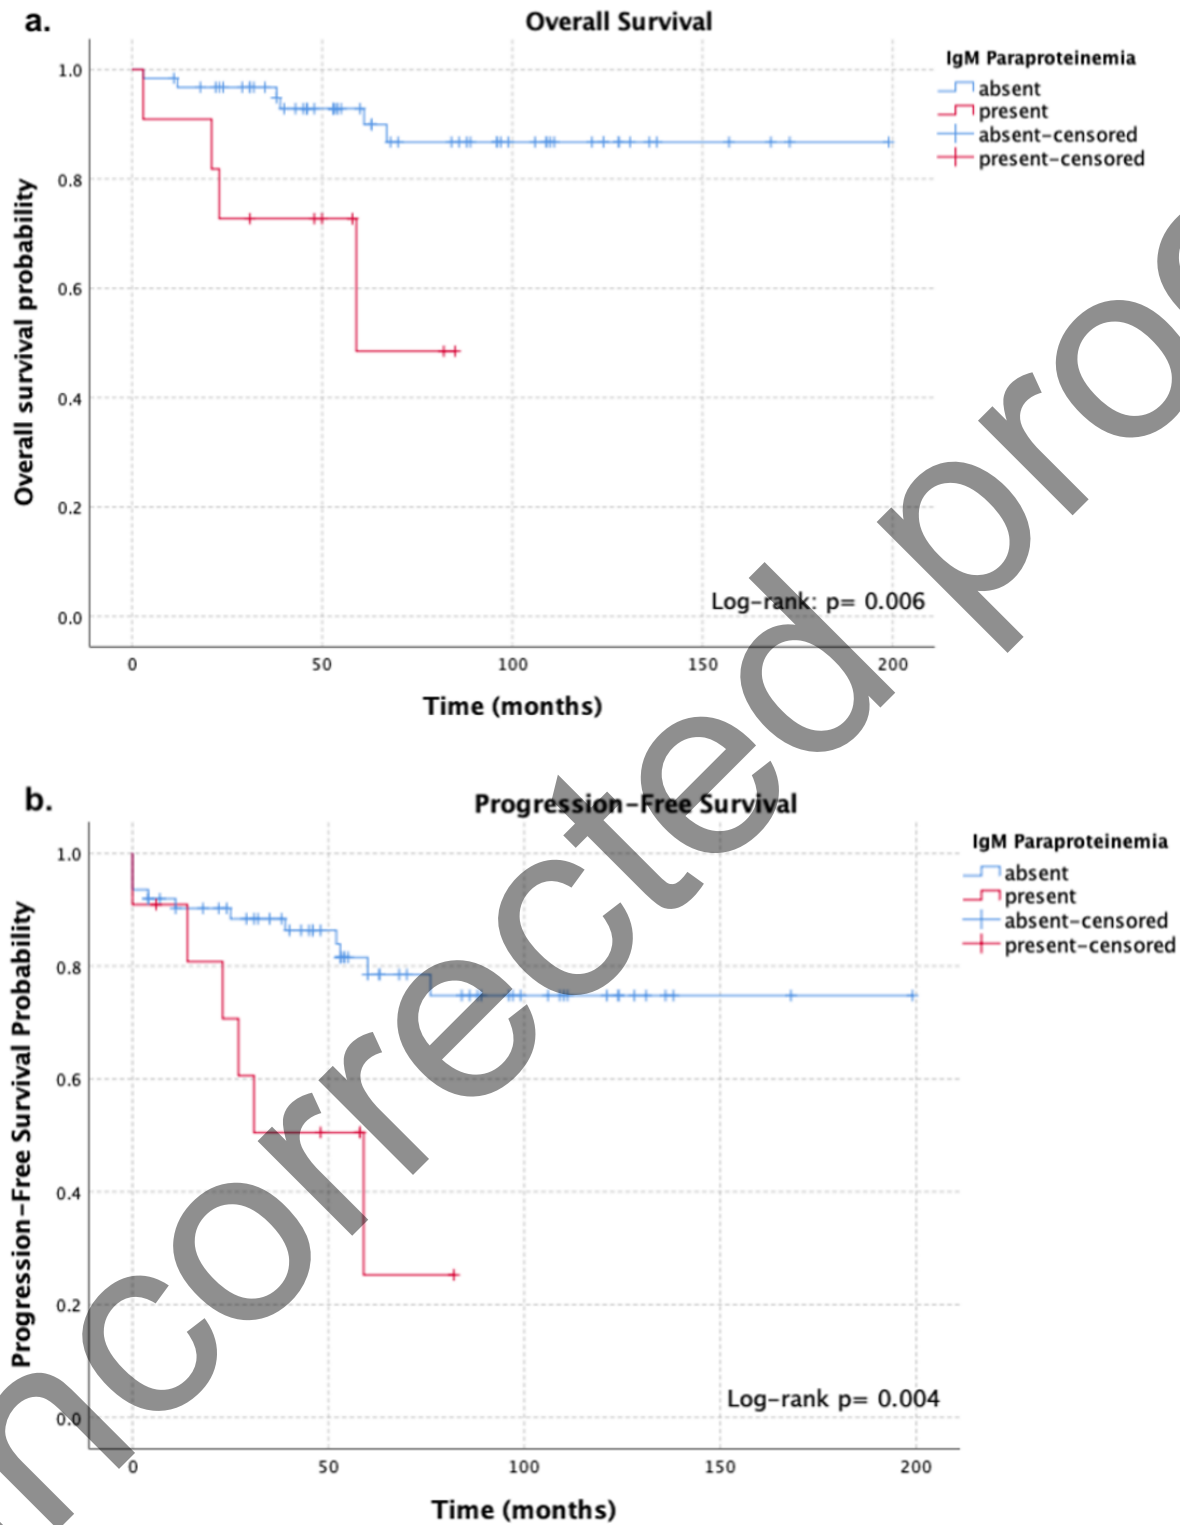 a.
Overall Survival
IgM Paraproteinemia
absent
present
absent-censored
present-censored
Overall survival probability
1.0
0.8
0.6
0.4
0.2
0.0
Log-rank: p= 0.006
0 50 100 150 200
Time (months)
b.
Progression-Free Survival
IgM Paraproteinemia
absent
present
absent-censored
present-censored
Progression-Free Survival Probability
1.0
0.8
0.6
0.4
0.2
0.0
Log-rank p= 0.004
0 50 100 150 200
Time (months)
ncorrected proo